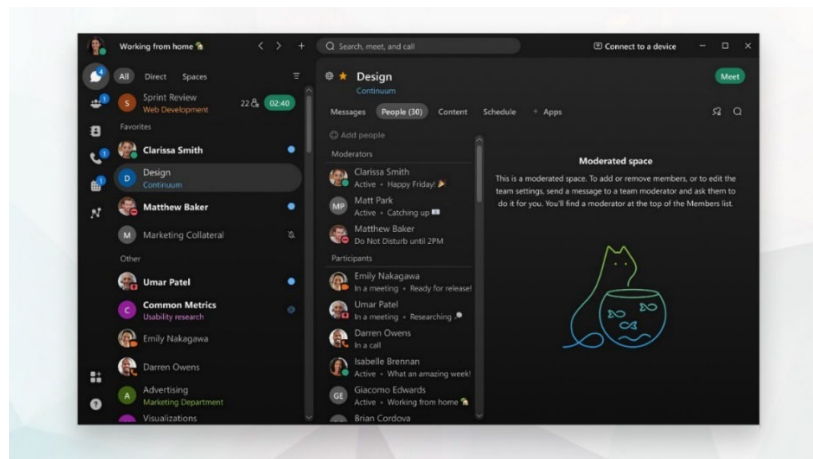 Working from home
Search, meet, and call
Connect to a device
4
All
Direct
Spaces
S
Sprint Review
Web Development
22
02:40
Favorites
Clarissa Smith
D
Design
Continuum
Matthew Baker
M
Marketing Collateral
Other
Umar Patel
C
Common Metrics
Usability research
Emily Nakagawa
Darren Owens
A
Advertising
Marketing Department
Visualizations
1
1
1
Design
Continuum
Meet
Messages
People (30)
Content
Schedule
+ Apps
Add people
Moderators
Clarissa Smith
Active • Happy Friday!
MP
Matt Park
Active • Catching up
Matthew Baker
Do Not Disturb until 2PM
Participants
Emily Nakagawa
In a meeting • Ready for release!
Umar Patel
In a meeting • Researching
Darren Owens
In a call
Isabelle Brennan
Active • What an amazing week!
GE
Giacomo Edwards
Active • Working from home
Brian Cordova
Moderated space
This is a moderated space. To add or remove members, or to edit the
team settings, send a message to a team moderator and ask them to
do it for you. You'll find a moderator at the top of the Members list.